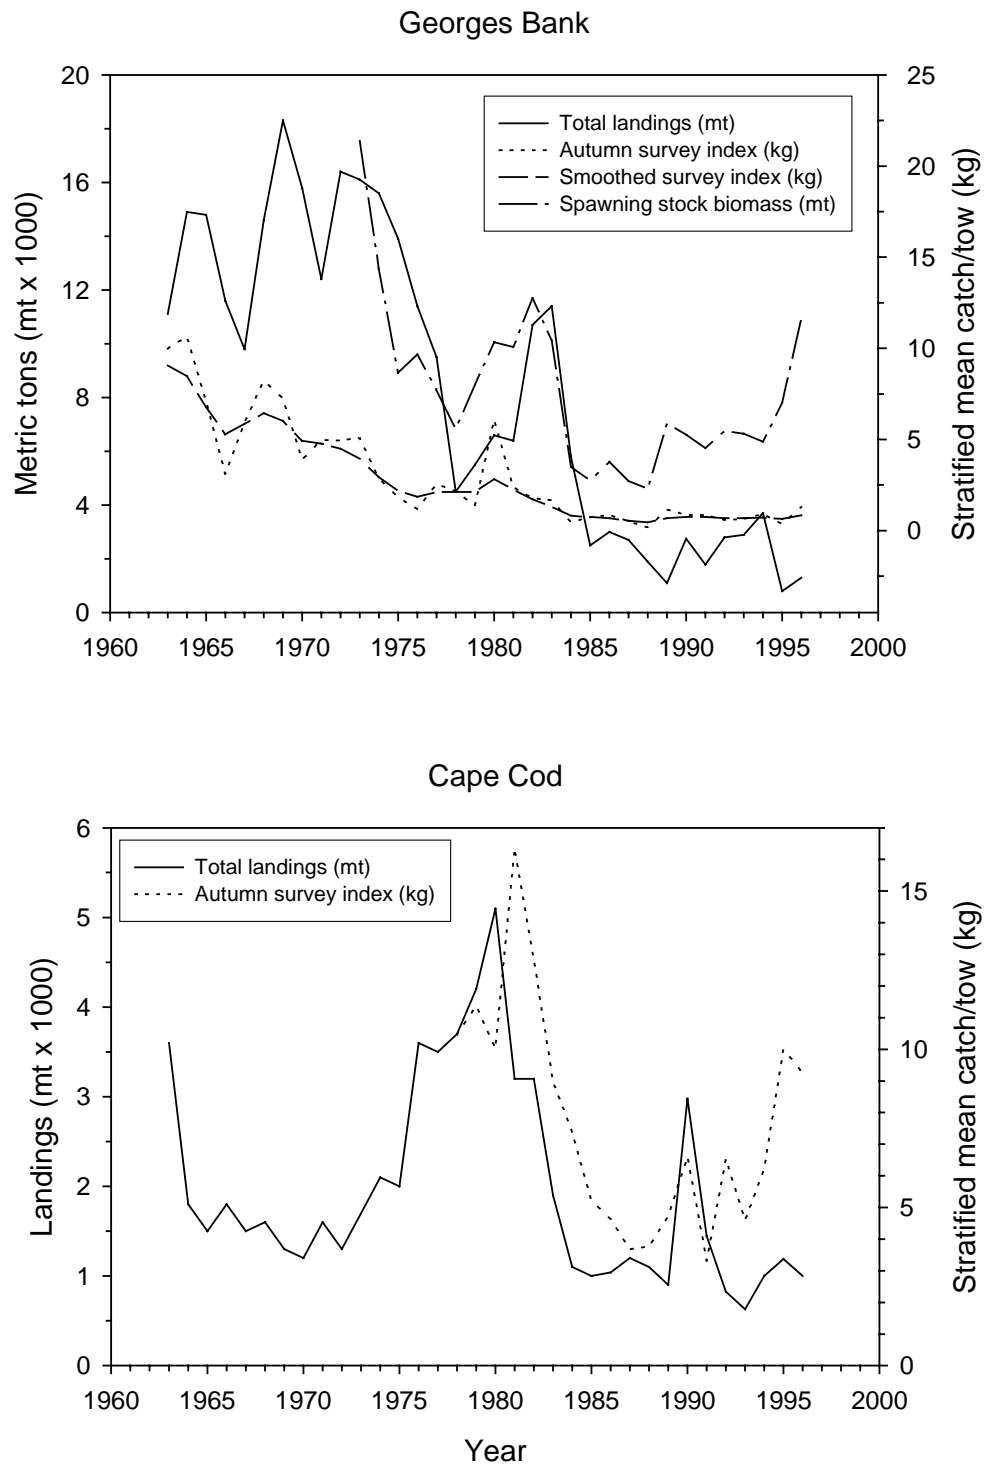 Georges Bank
20
16
12
8
4
0
Metric tons (mt x 1000)
Total landings (mt)
Autumn survey index (kg)
Smoothed survey index (kg)
Spawning stock biomass (mt)
25
20
15
10
5
0
Stratified mean catch/tow (kg)
1960 1965 1970 1975 1980 1985 1990 1995 2000
Cape Cod
6
5
4
3
2
1
0
Landings (mt x 1000)
Total landings (mt)
Autumn survey index (kg)
15
10
5
0
Stratified mean catch/tow (kg)
1960 1965 1970 1975 1980 1985 1990 1995 2000
Year